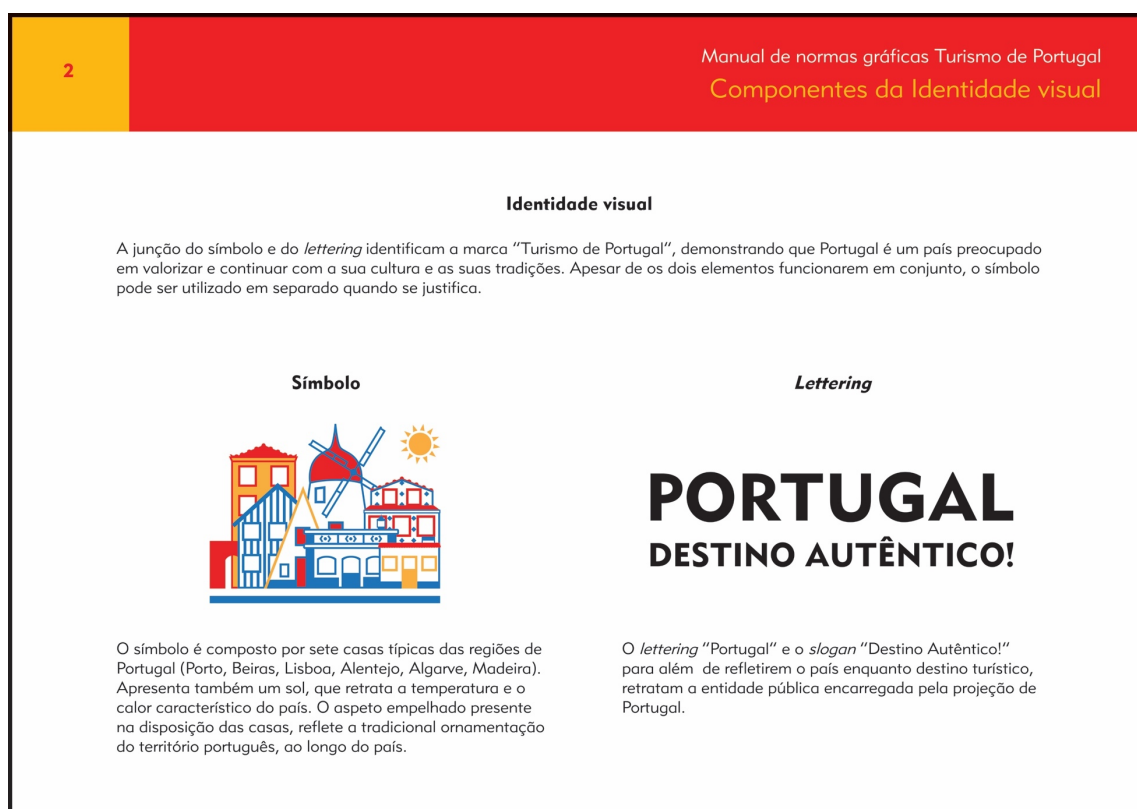 2
Manual de normas gráficas Turismo de Portugal
Componentes da Identidade visual
Identidade visual
A junção do símbolo e do lettering identificam a marca “Turismo de Portugal”, demonstrando que Portugal é um país preocupado
em valorizar e continuar com a sua cultura e as suas tradições. Apesar de os dois elementos funcionarem em conjunto, o símbolo
pode ser utilizado em separado quando se justifica.
Símbolo
O símbolo é composto por sete casas típicas das regiões de
Portugal (Porto, Beiras, Lisboa, Alentejo, Algarve, Madeira).
Apresenta também um sol, que retrata a temperatura e o
calor característico do país. O aspeto empelhado presente
na disposição das casas, reflete a tradicional ornamentação
do território português, ao longo do país.
Lettering
PORTUGAL
DESTINO AUTÊNTICO!
O lettering “Portugal” e o slogan “Destino Autêntico!”
para além de refletirem o país enquanto destino turístico,
retratam a entidade pública encarregada pela projeção de
Portugal.